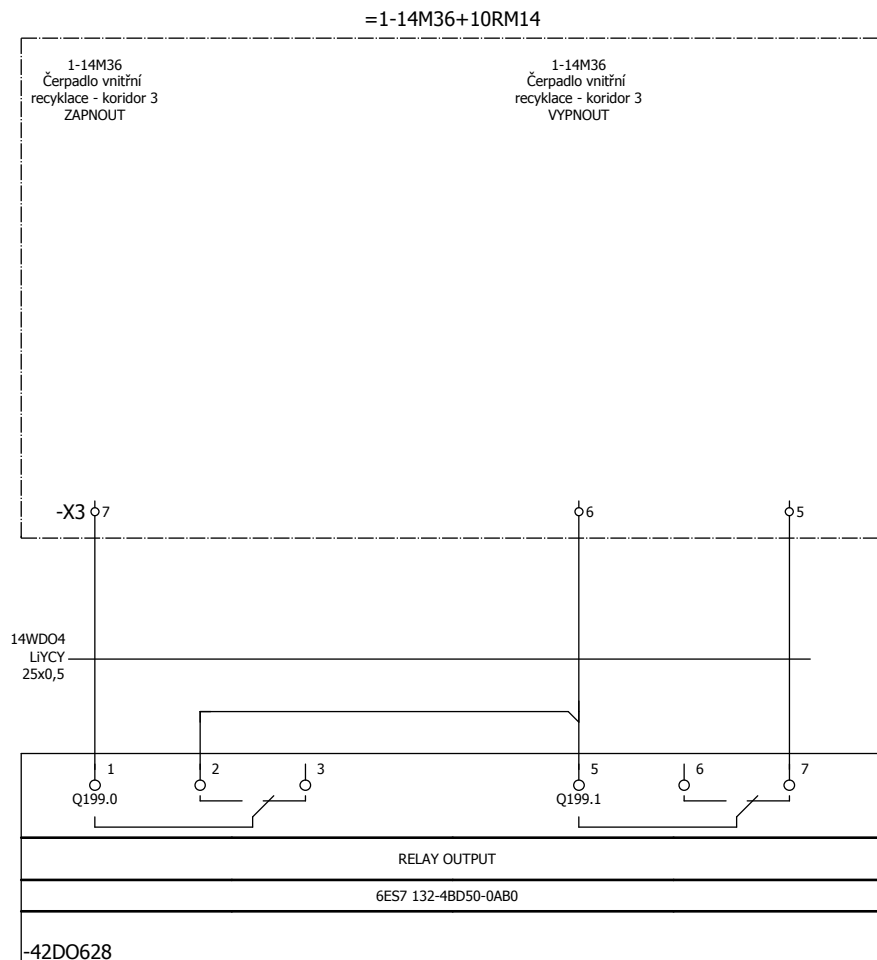 =1-14M36+10RM14
1-14M36
Čerpadlo vnitřní
recyklace - koridor 3
ZAPNOUT
1-14M36
Čerpadlo vnitřní
recyklace - koridor 3
VYPNOUT
-X3 7 6 5
14WDO4
LiYCY
25x0,5
1 2 3 5 6 7
Q199.0 Q199.1
RELAY OUTPUT
6ES7 132-4BD50-0AB0
-42DO628